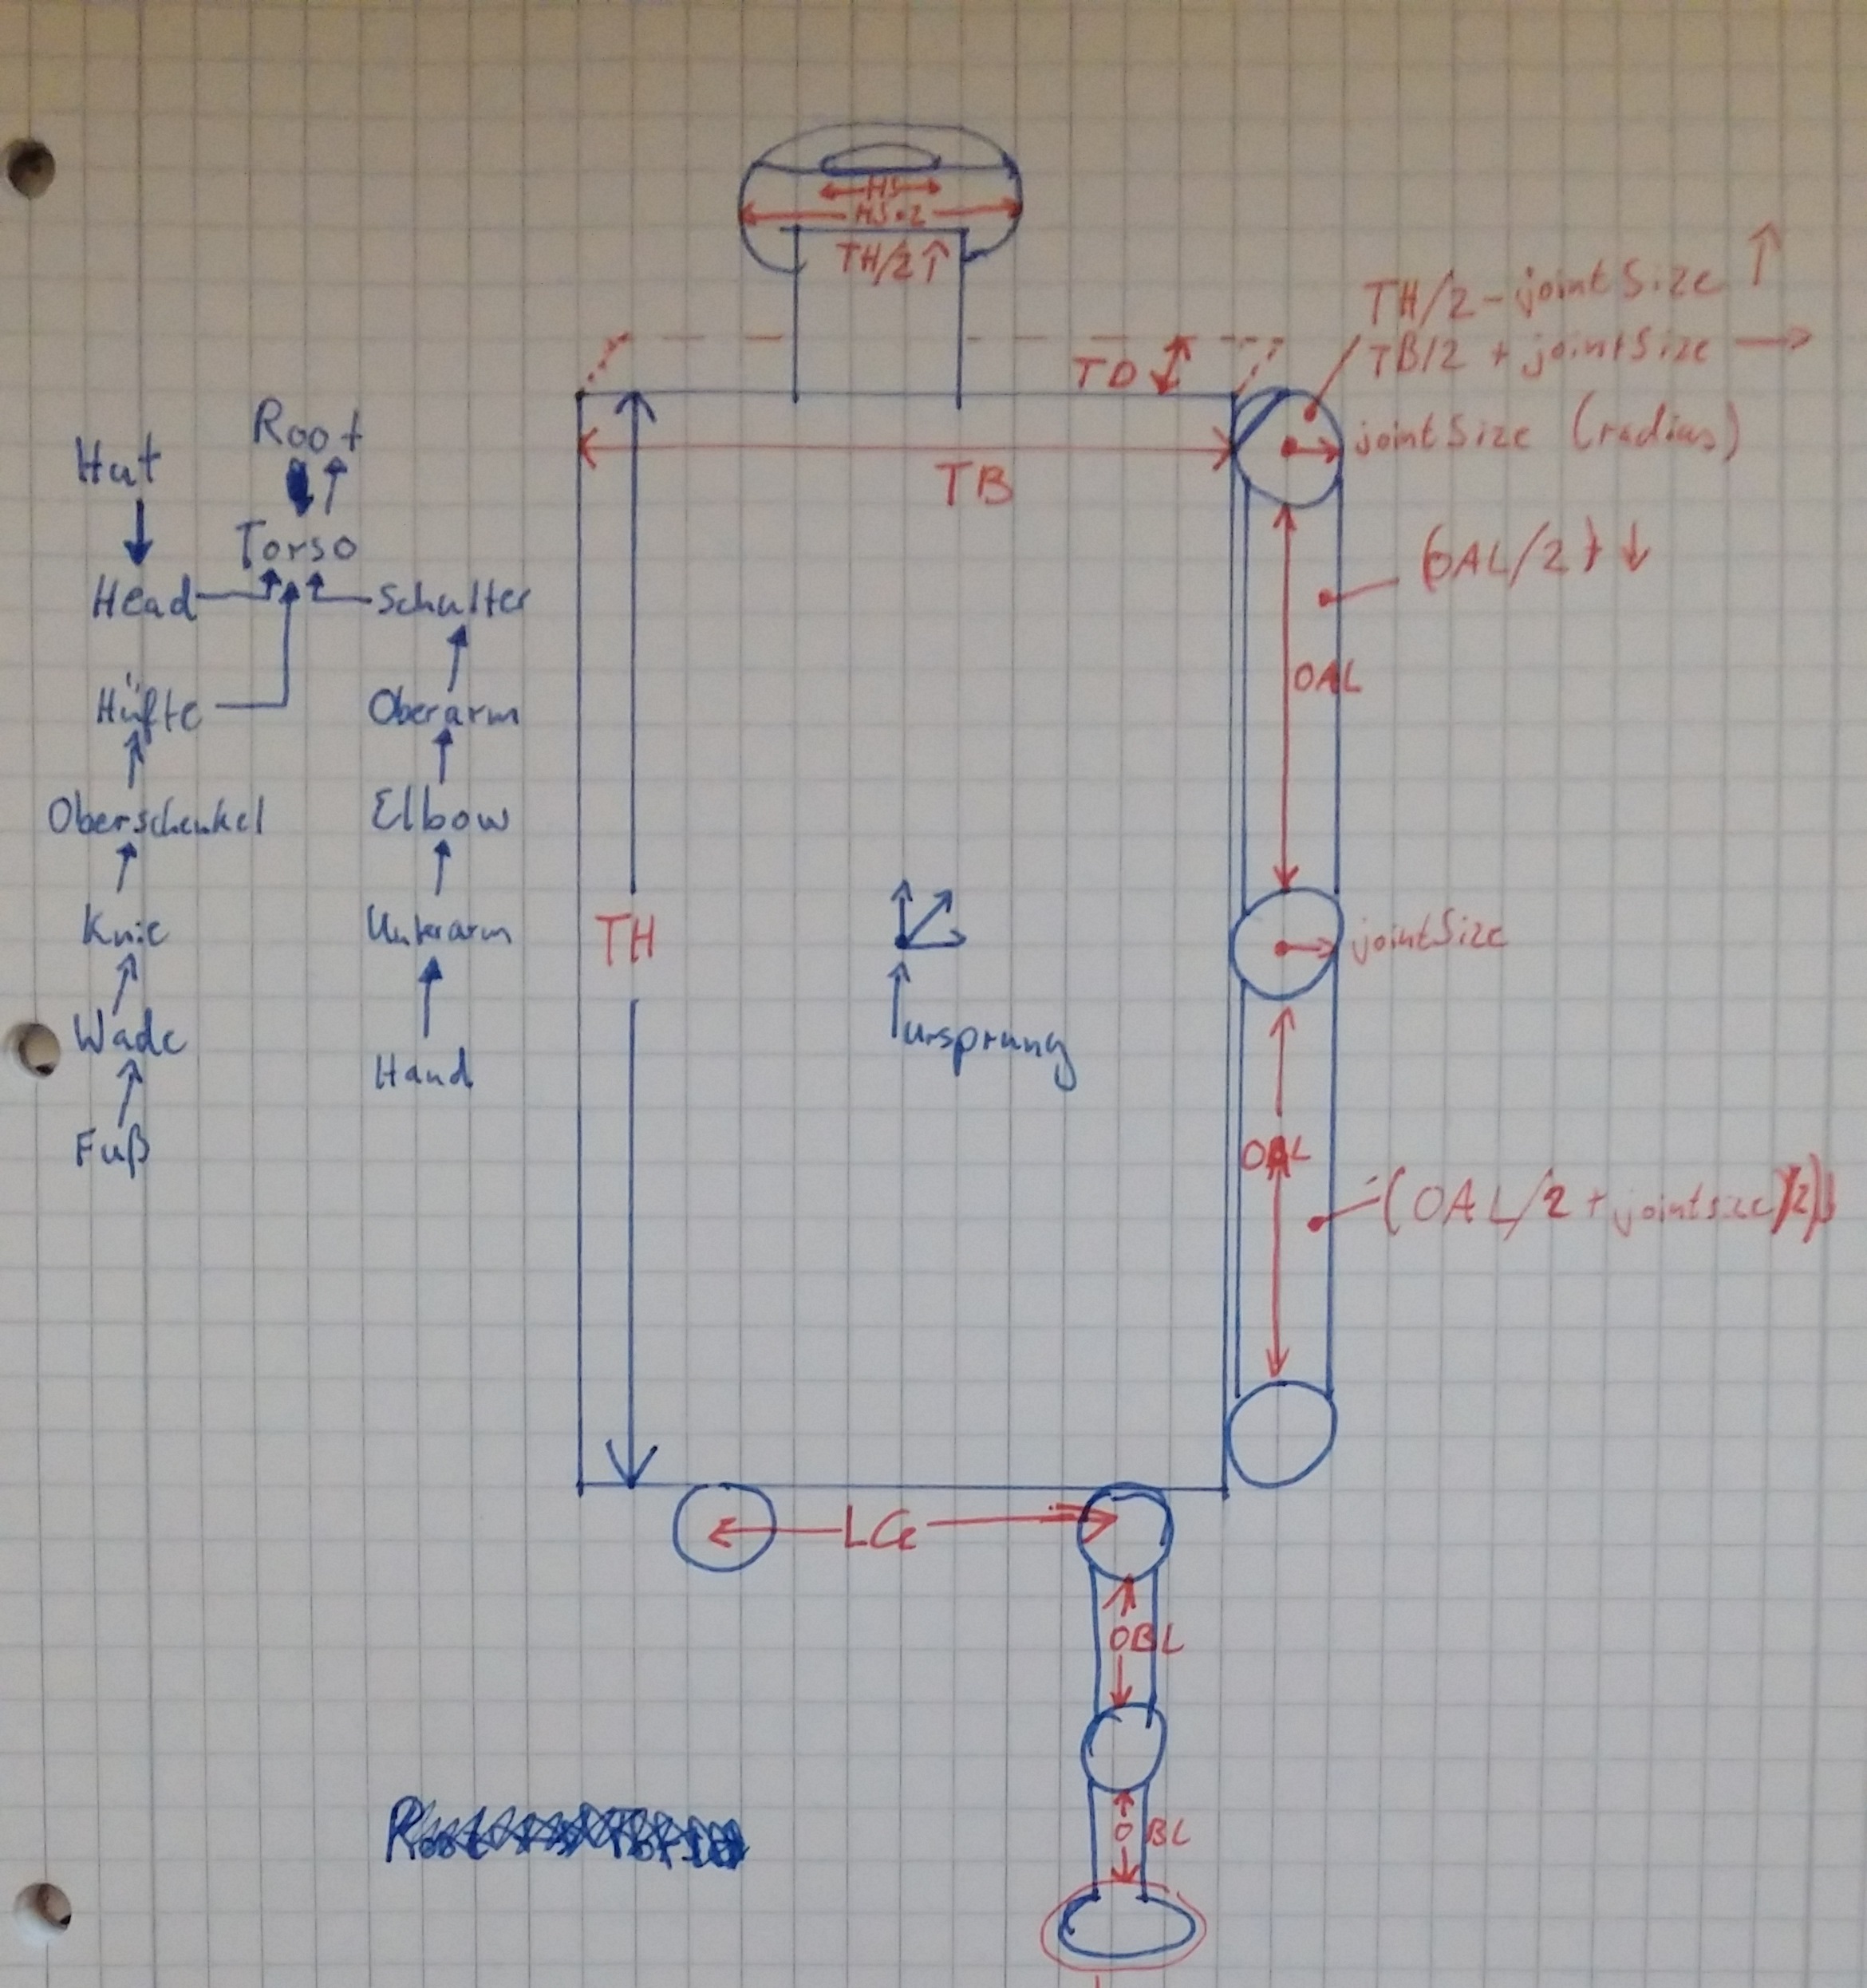 HS
HS·2
TH/2↑
TH/2 - jointSize ↑
TB/2 + jointSize →
TD
jointSize (radius)
TB
Root
Hut
Torso
Head
Schulter
(OAL/2) ↓
OAL
Hüfte
Oberarm
Oberschenkel
Elbow
Knie
Unterarm
TH
jointSize
Wade
ursprung
Hand
Fuß
OAL
-(OAL/2 + jointsize)/2)↓
OBL
OBL